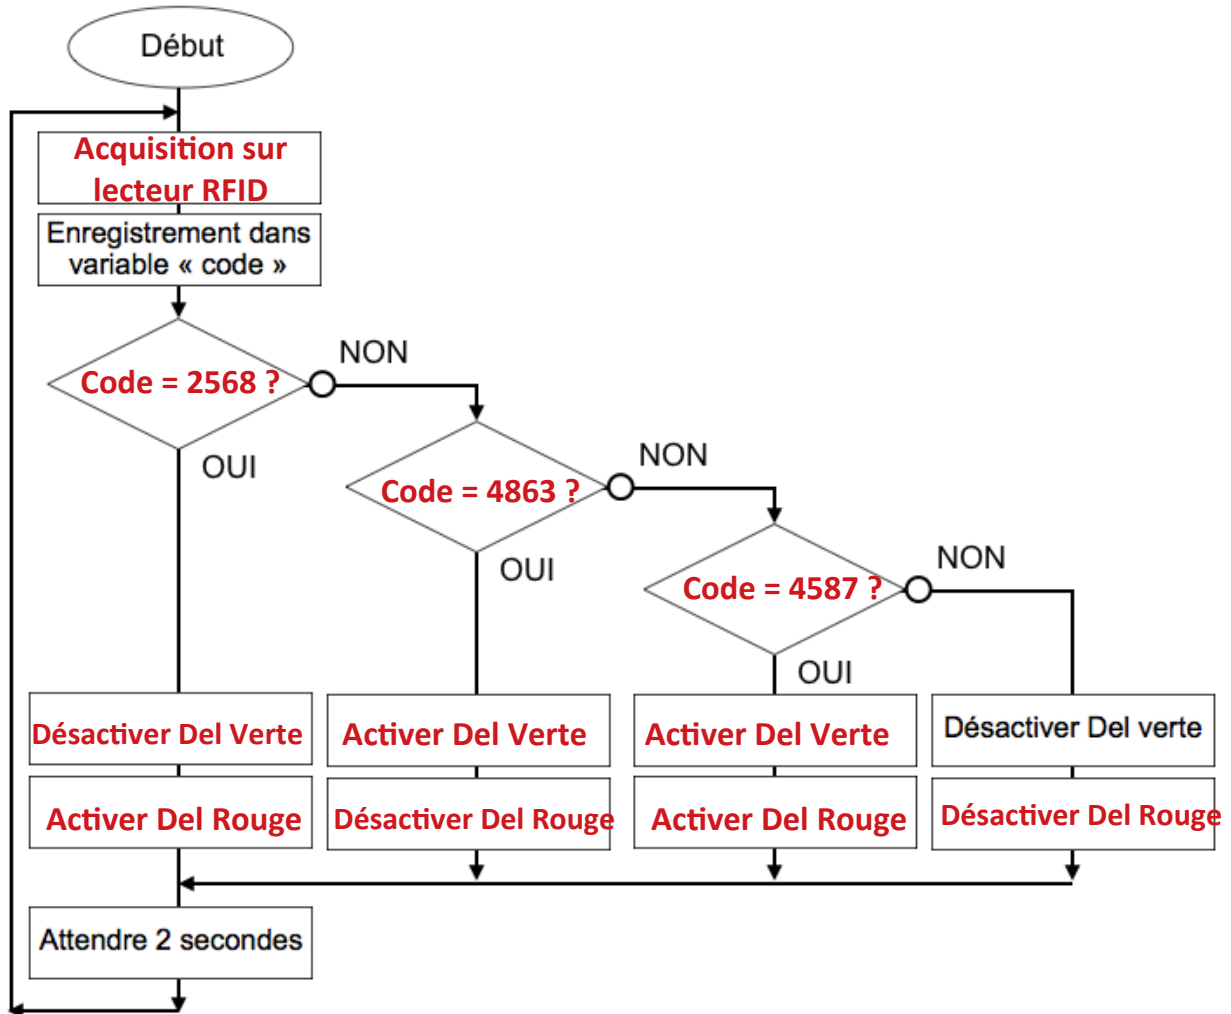 Début
Acquisition sur
lecteur RFID
Enregistrement dans
variable « code »
Code = 2568 ?
NON
OUI
Code = 4863 ?
NON
OUI
Code = 4587 ?
NON
OUI
Désactiver Del Verte
Activer Del Verte
Activer Del Verte
Désactiver Del verte
Activer Del Rouge
Désactiver Del Rouge
Activer Del Rouge
Désactiver Del Rouge
Attendre 2 secondes